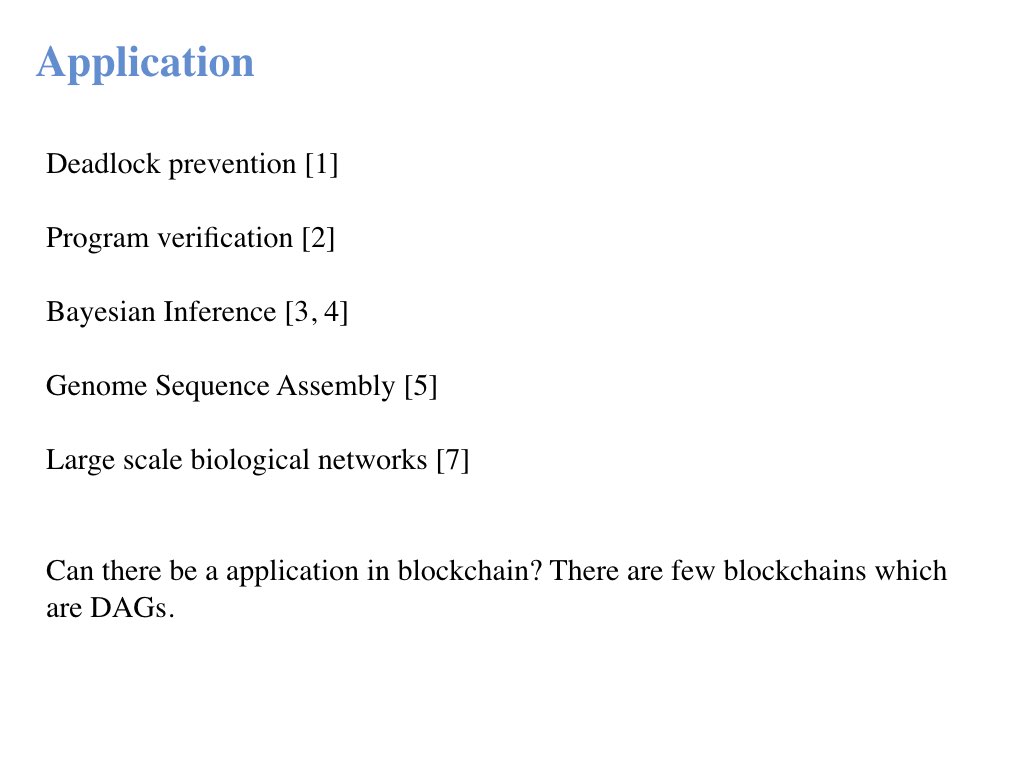 Application
Deadlock prevention [1]
Program verification [2]
Bayesian Inference [3, 4]
Genome Sequence Assembly [5]
Large scale biological networks [7]
Can there be a application in blockchain? There are few blockchains which
are DAGs.